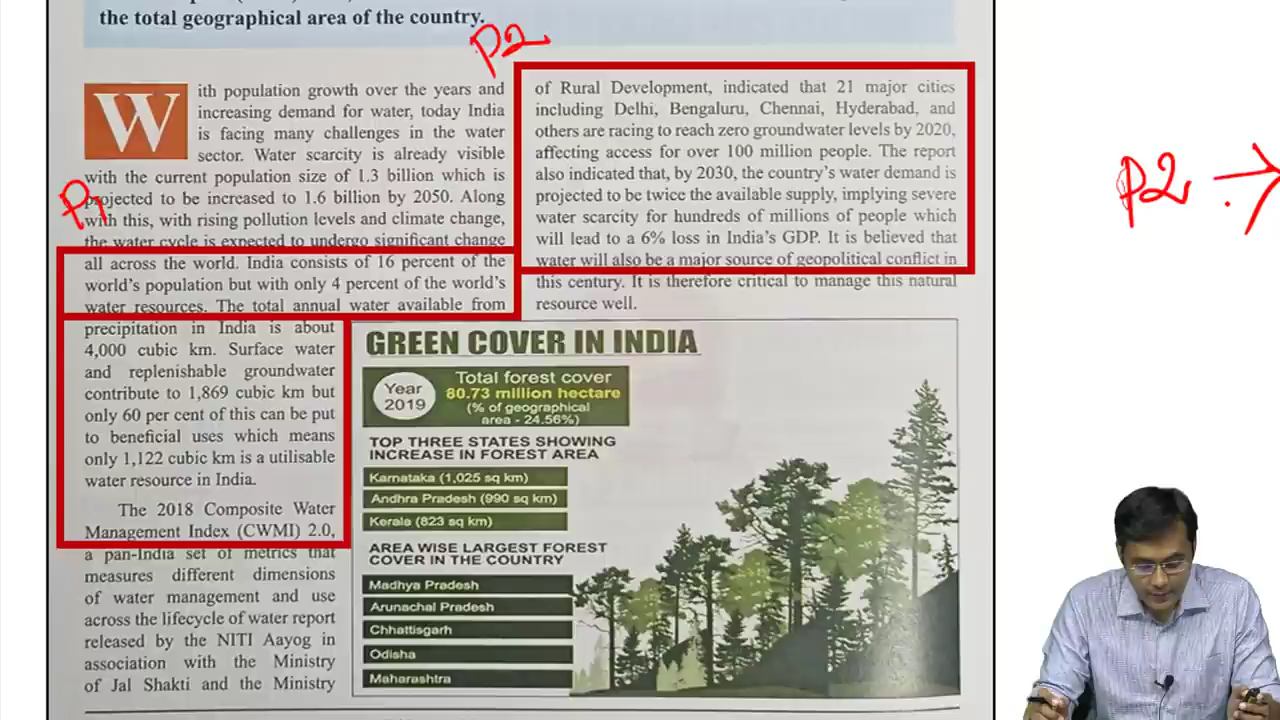 the total geographical area of the country.
P2
W
ith population growth over the years and
increasing demand for water, today India
is facing many challenges in the water
sector. Water scarcity is already visible
with the current population size of 1.3 billion which is
projected to be increased to 1.6 billion by 2050. Along
with this, with rising pollution levels and climate change,
the water cycle is expected to undergo significant change
all across the world. India consists of 16 percent of the
world's population but with only 4 percent of the world's
water resources. The total annual water available from
precipitation in India is about
4,000 cubic km. Surface water
and replenishable groundwater
contribute to 1,869 cubic km but
only 60 per cent of this can be put
to beneficial uses which means
only 1,122 cubic km is a utilisable
water resource in India.
The 2018 Composite Water
Management Index (CWMI) 2.0,
a pan-India set of metrics that
measures different dimensions
of water management and use
across the lifecycle of water report
released by the NITI Aayog in
association with the Ministry
of Jal Shakti and the Ministry
P1
of Rural Development, indicated that 21 major cities
including Delhi, Bengaluru, Chennai, Hyderabad, and
others are racing to reach zero groundwater levels by 2020,
affecting access for over 100 million people. The report
also indicated that, by 2030, the country's water demand is
projected to be twice the available supply, implying severe
water scarcity for hundreds of millions of people which
will lead to a 6% loss in India's GDP. It is believed that
water will also be a major source of geopolitical conflict in
this century. It is therefore critical to manage this natural
resource well.
GREEN COVER IN INDIA
Year
2019
Total forest cover
80.73 million hectare
(% of geographical
area - 24.56%)
TOP THREE STATES SHOWING
INCREASE IN FOREST AREA
Karnataka (1,025 sq km)
Andhra Pradesh (990 sq km)
Kerala (823 sq km)
AREA WISE LARGEST FOREST
COVER IN THE COUNTRY
Madhya Pradesh
Arunachal Pradesh
Chhattisgarh
Odisha
Maharashtra
P2 →